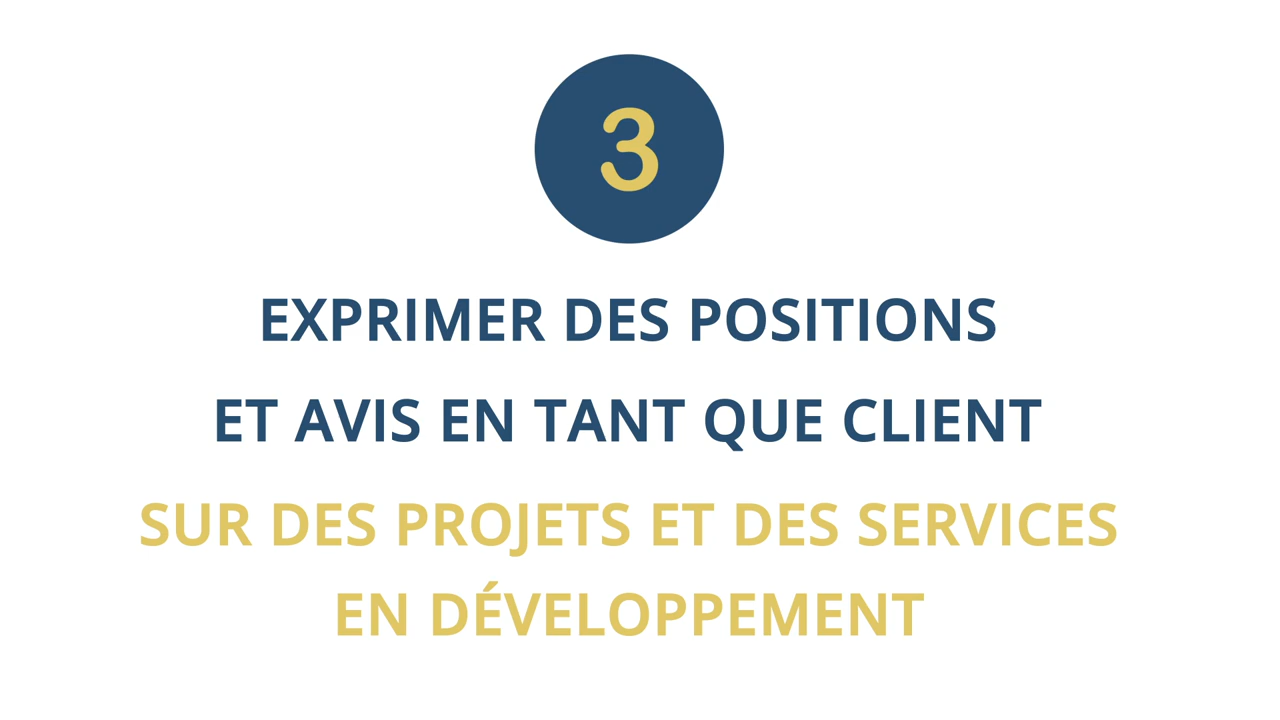 3
EXPRIMER DES POSITIONS
ET AVIS EN TANT QUE CLIENT
SUR DES PROJETS ET DES SERVICES
EN DÉVELOPPEMENT